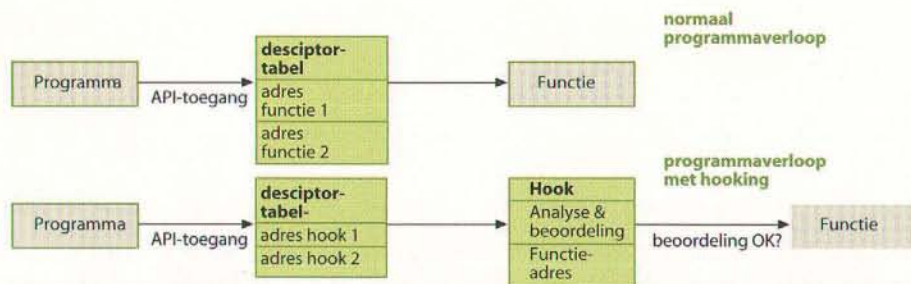 normaal
programmaverloop
Programma
API-toegang
desciptor-
tabel
adres
functie 1
adres
functie 2
Functie
programmaverloop
met hooking
Programma
API-toegang
desciptor-
tabel-
adres hook 1
adres hook 2
Hook
Analyse &
beoordeling
Functie-
adres
beoordeling OK?
Functie